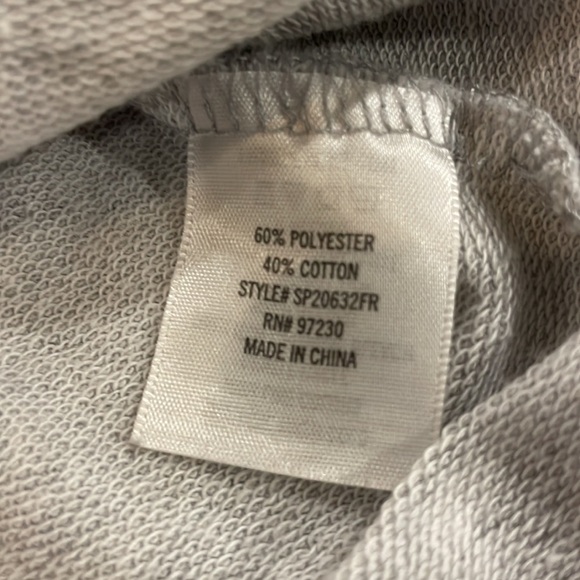 60% POLYESTER
40% COTTON
STYLE# SP20632FR
RN# 97230
MADE IN CHINA